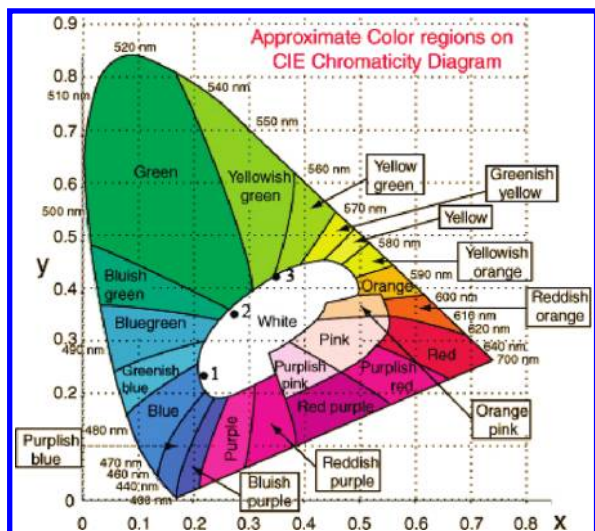 Approximate Color regions on
CIE Chromaticity Diagram
0.9
0.8
0.7
0.6
0.5
0.4
0.3
0.2
0.1
0
y
0
0.1
0.2
0.3
0.4
0.5
0.6
0.7
0.8
x
520 nm
510 nm
540 nm
550 nm
560 nm
570 nm
580 nm
590 nm
600 nm
610 nm
620 nm
640 nm
700 nm
500 nm
490 nm
480 nm
470 nm
460 nm
440 nm
Green
Yellowish
green
Yellow
green
Greenish
yellow
Yellow
Yellowish
orange
Orange
Reddish
orange
Bluish
green
Bluegreen
Greenish
blue
Blue
Purplish
blue
White
1
2
3
Pink
Purplish
pink
Red
Purplish
red
Red purple
Orange
pink
Purple
Reddish
purple
Bluish
purple